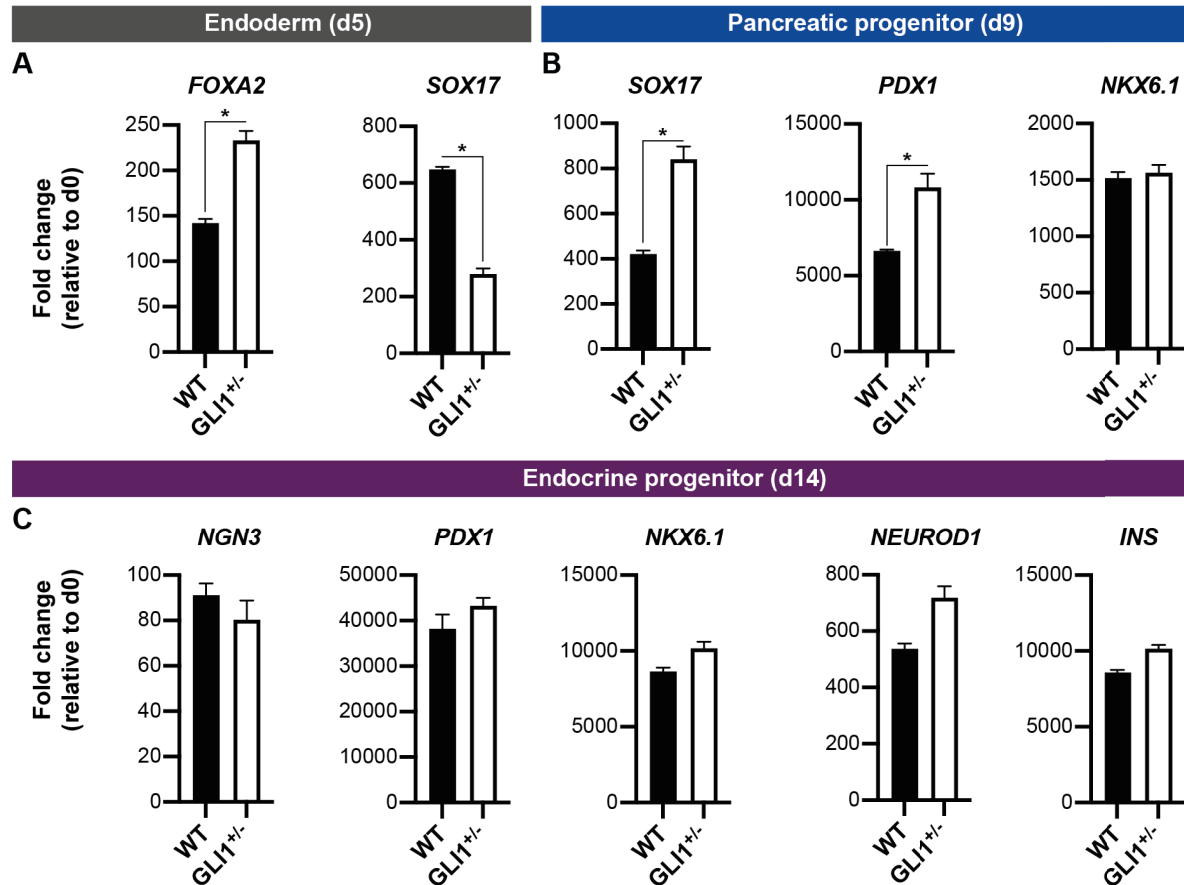 Endoderm (d5)
Pancreatic progenitor (d9)
A
B
FOXA2
SOX17
SOX17
PDX1
NKX6.1
Fold change
(relative to d0)
250
200
150
100
50
0
*
WT
GLI1+/-
800
600
400
200
0
*
WT
GLI1+/-
1000
800
600
400
200
0
*
WT
GLI1+/-
15000
10000
5000
0
*
WT
GLI1+/-
2000
1500
1000
500
0
WT
GLI1+/-
Endocrine progenitor (d14)
C
NGN3
PDX1
NKX6.1
NEUROD1
INS
Fold change
(relative to d0)
100
80
60
40
20
0
WT
GLI1+/-
50000
40000
30000
20000
10000
0
WT
GLI1+/-
15000
10000
5000
0
WT
GLI1+/-
800
600
400
200
0
WT
GLI1+/-
15000
10000
5000
0
WT
GLI1+/-